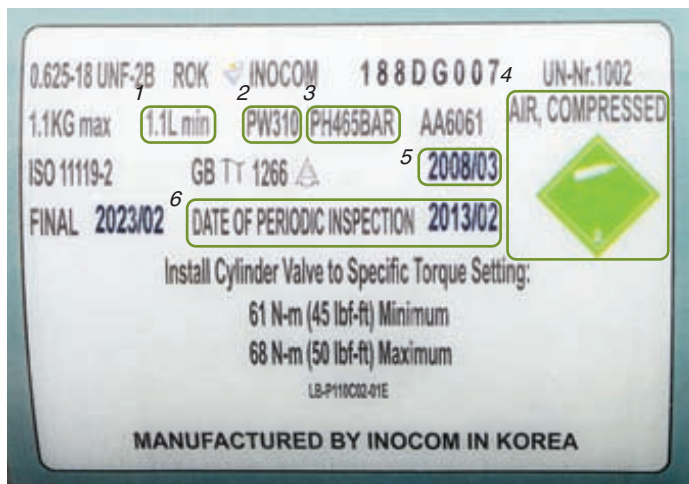 0.625-18 UNF-2B ROK INOCOM 188DG007 4 UN-Nr.1002
1 2 3
1.1KG max 1.1L min PW310 PH465BAR AA6061 AIR, COMPRESSED
ISO 11119-2 GB 1266 5 2008/03
FINAL 2023/02 6 DATE OF PERIODIC INSPECTION 2013/02
Install Cylinder Valve to Specific Torque Setting:
61 N-m (45 lbf-ft) Minimum
68 N-m (50 lbf-ft) Maximum
LB-P110C02-01E
MANUFACTURED BY INOCOM IN KOREA